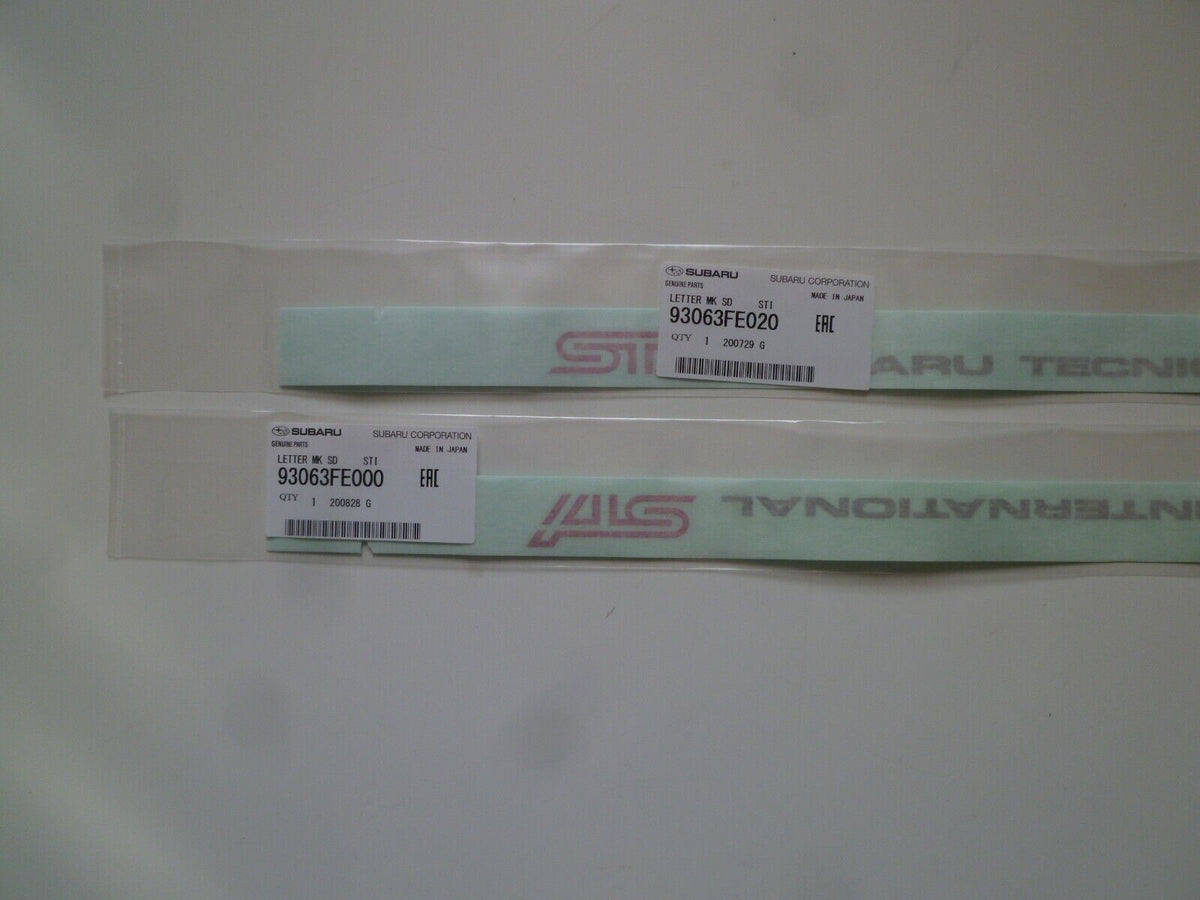 SUBARU SUBARU CORPORATION
GENUINE PARTS MADE IN JAPAN
LETTER MK SD STI
93063FE020 EAC
QTY 1 200729 G
STI ARU TECNIC
SUBARU SUBARU CORPORATION
GENUINE PARTS MADE IN JAPAN
LETTER MK SD STI
93063FE000 EAC
QTY 1 200828 G
STI INTERNATIONAL